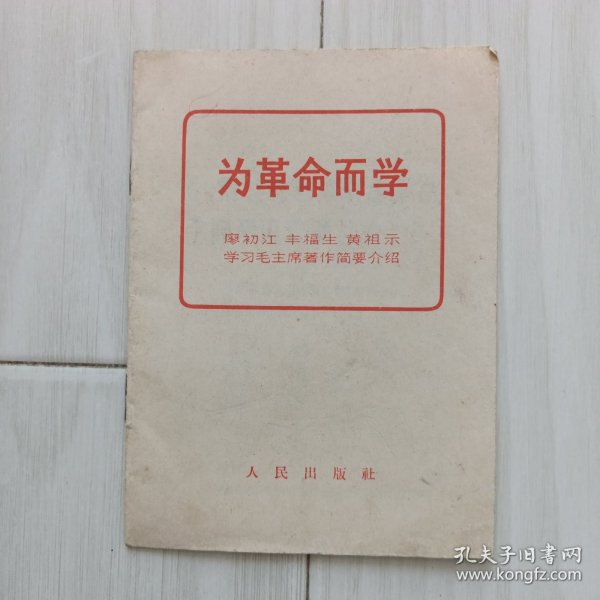 为革命而学
廖初江 丰福生 黄祖示
学习毛主席著作简要介绍
人民出版社
孔夫子旧书网
www.kongfz.com